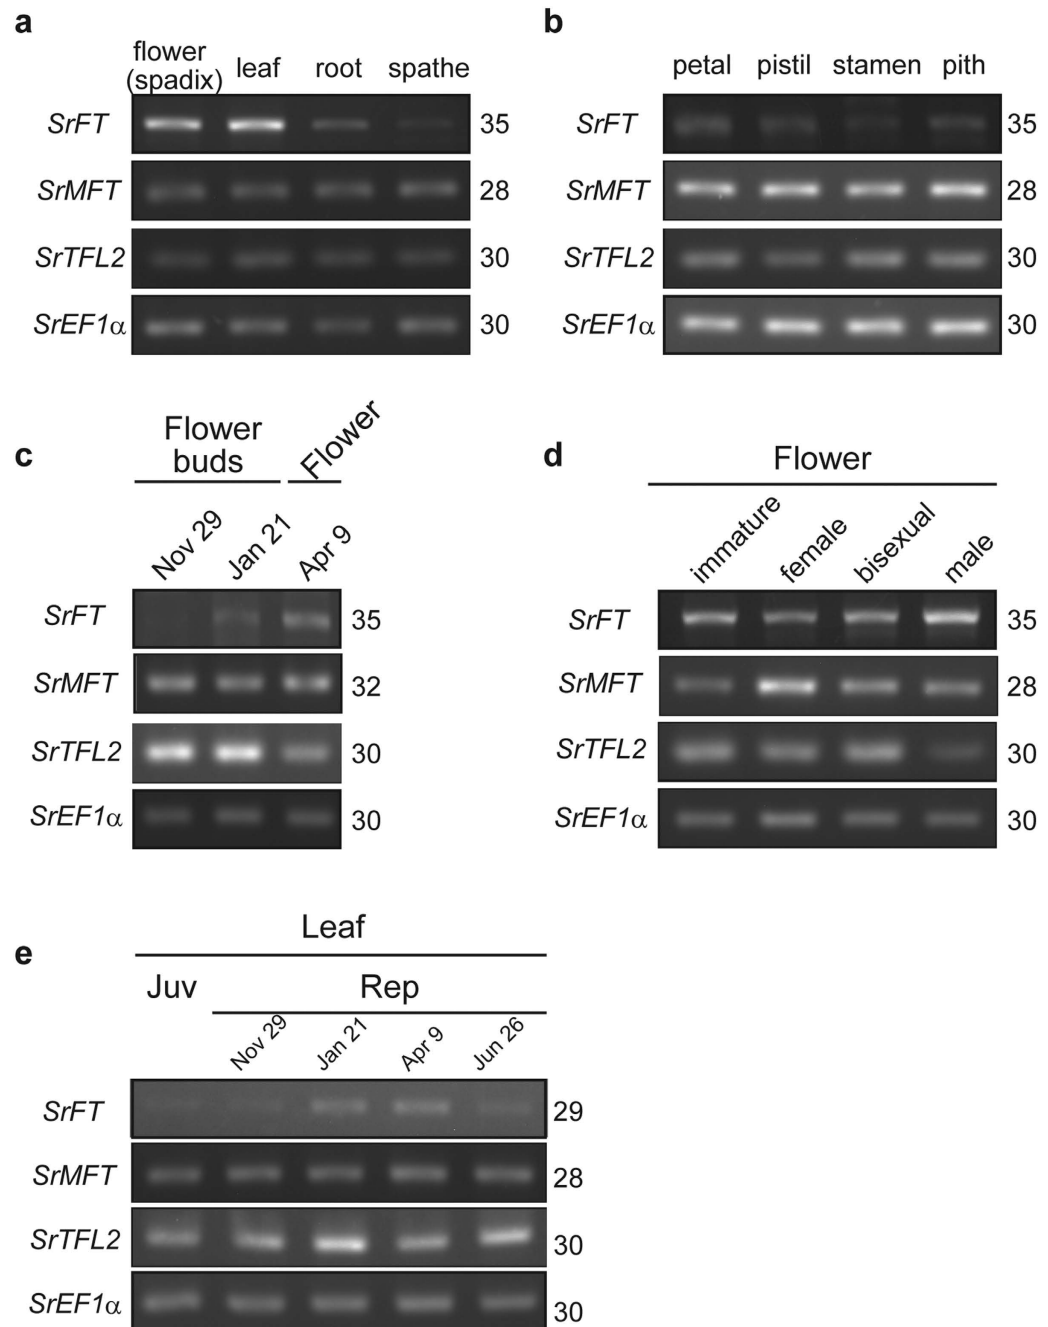 a
flower
(spadix) leaf root spathe
SrFT 35
SrMFT 28
SrTFL2 30
SrEF1α 30
b
petal pistil stamen pith
SrFT 35
SrMFT 28
SrTFL2 30
SrEF1α 30
c
Flower
buds
Flower
Nov 29 Jan 21 Apr 9
SrFT 35
SrMFT 32
SrTFL2 30
SrEF1α 30
d
Flower
immature female bisexual male
SrFT 35
SrMFT 28
SrTFL2 30
SrEF1α 30
e
Leaf
Juv Rep
Nov 29 Jan 21 Apr 9 Jun 26
SrFT 29
SrMFT 28
SrTFL2 30
SrEF1α 30